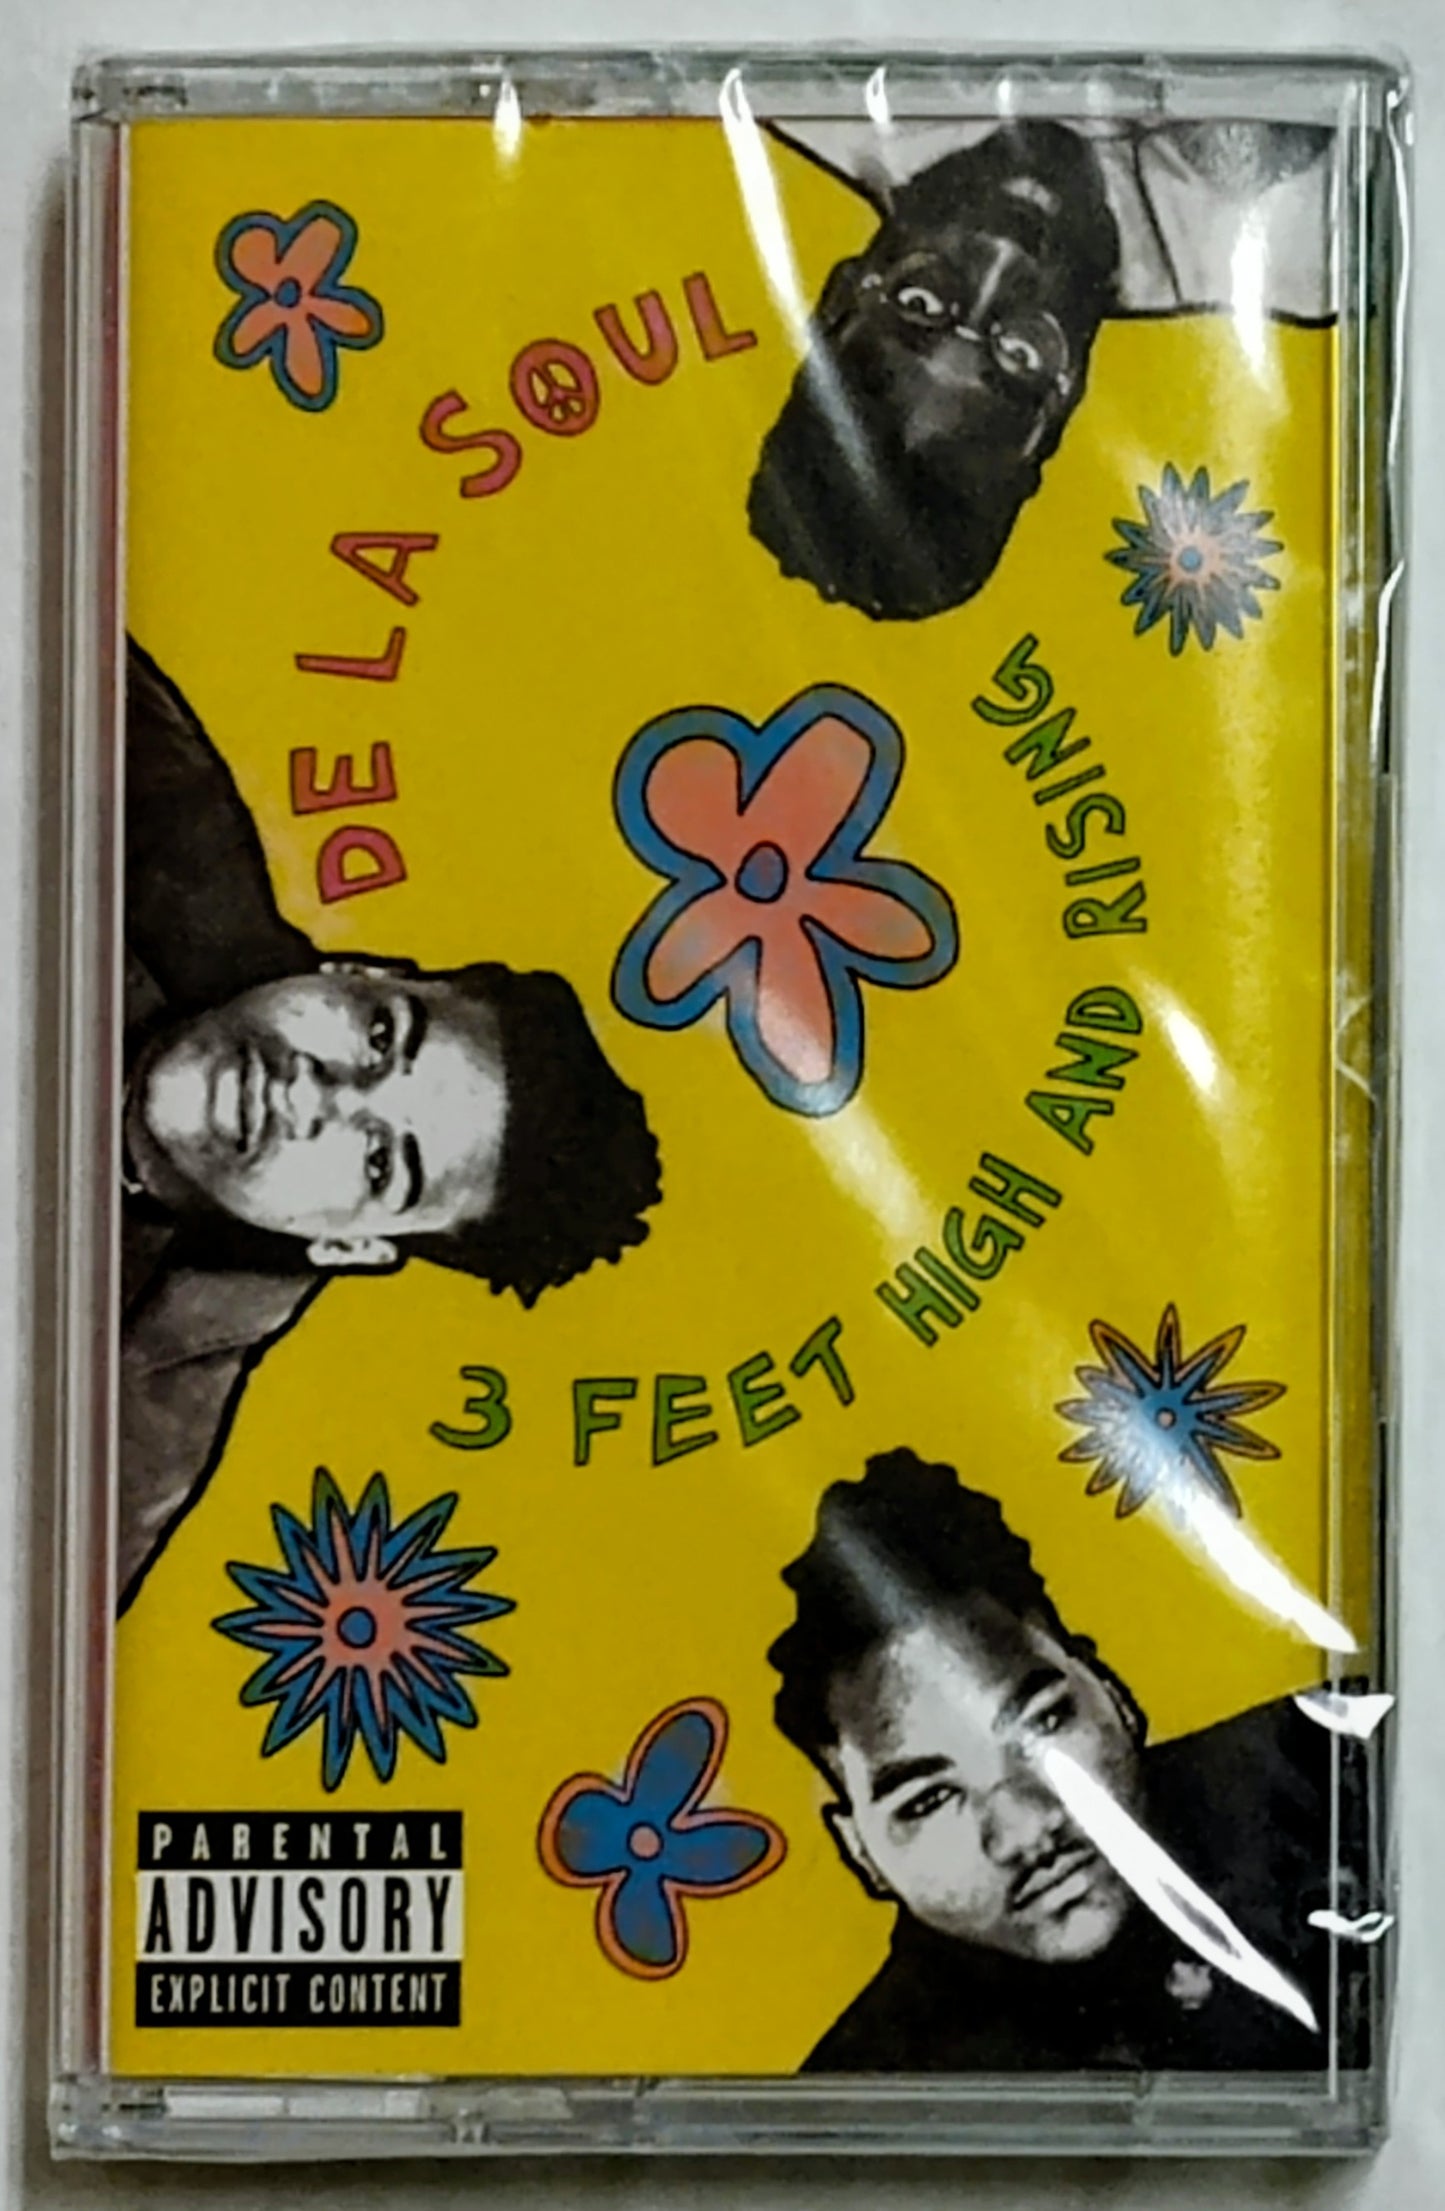 DE LA SOUL
3 FEET HIGH AND RISING
PARENTAL
ADVISORY
EXPLICIT CONTENT